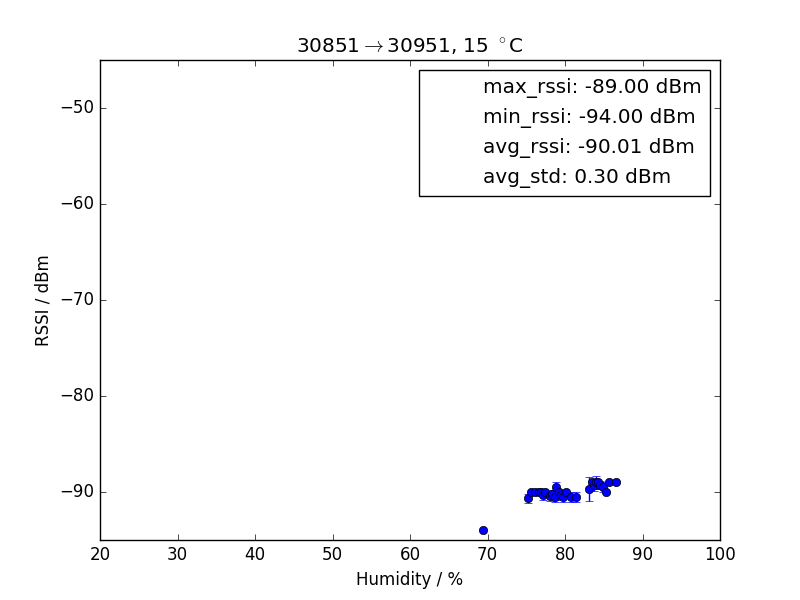 30851→30951, 15 °C
max_rssi: -89.00 dBm
min_rssi: -94.00 dBm
avg_rssi: -90.01 dBm
avg_std: 0.30 dBm
RSSI / dBm
−50
−60
−70
−80
−90
20 30 40 50 60 70 80 90 100
Humidity / %